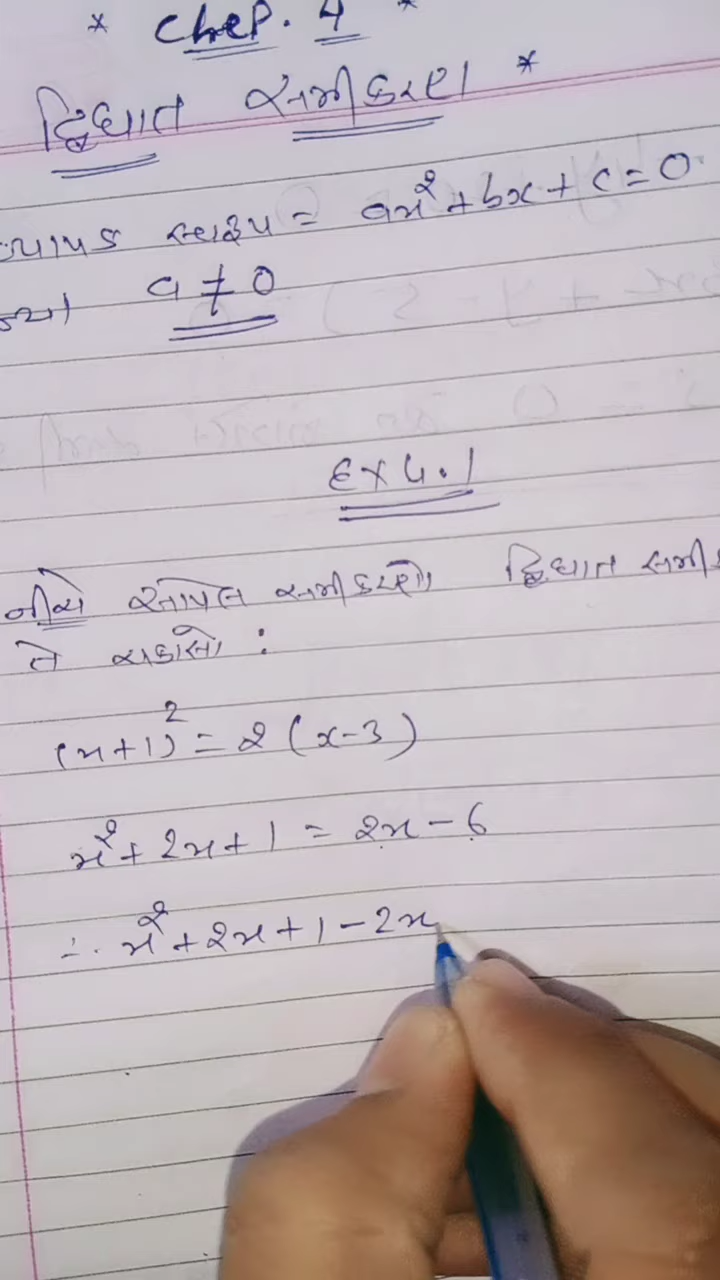 * Chep. 4 *
દ્વિઘાત સમીકરણ *
વ્યાપક સ્વરૂપ = ax² + bx + c = 0
જ્યાં a ≠ 0
Ex 4.1
નીચે આપેલ સમીકરણો દ્વિઘાત સમી
તે ચકાસો :
(x+1)² = 2 (x-3)
x² + 2x + 1 = 2x - 6
∴ x² + 2x + 1 - 2x